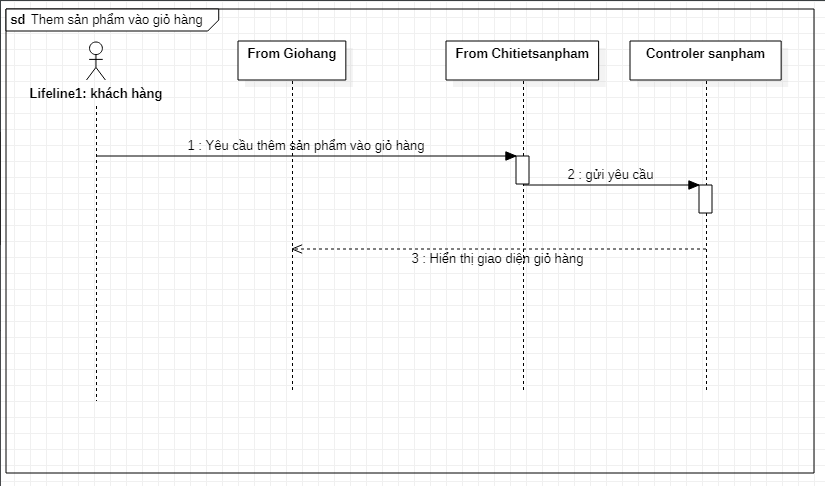 sd Them sản phẩm vào giỏ hàng
Lifeline1: khách hàng
From Giohang
From Chitietsanpham
Controler sanpham
1 : Yêu cầu thêm sản phẩm vào giỏ hàng
2 : gửi yêu cầu
3 : Hiển thị giao diện giỏ hàng